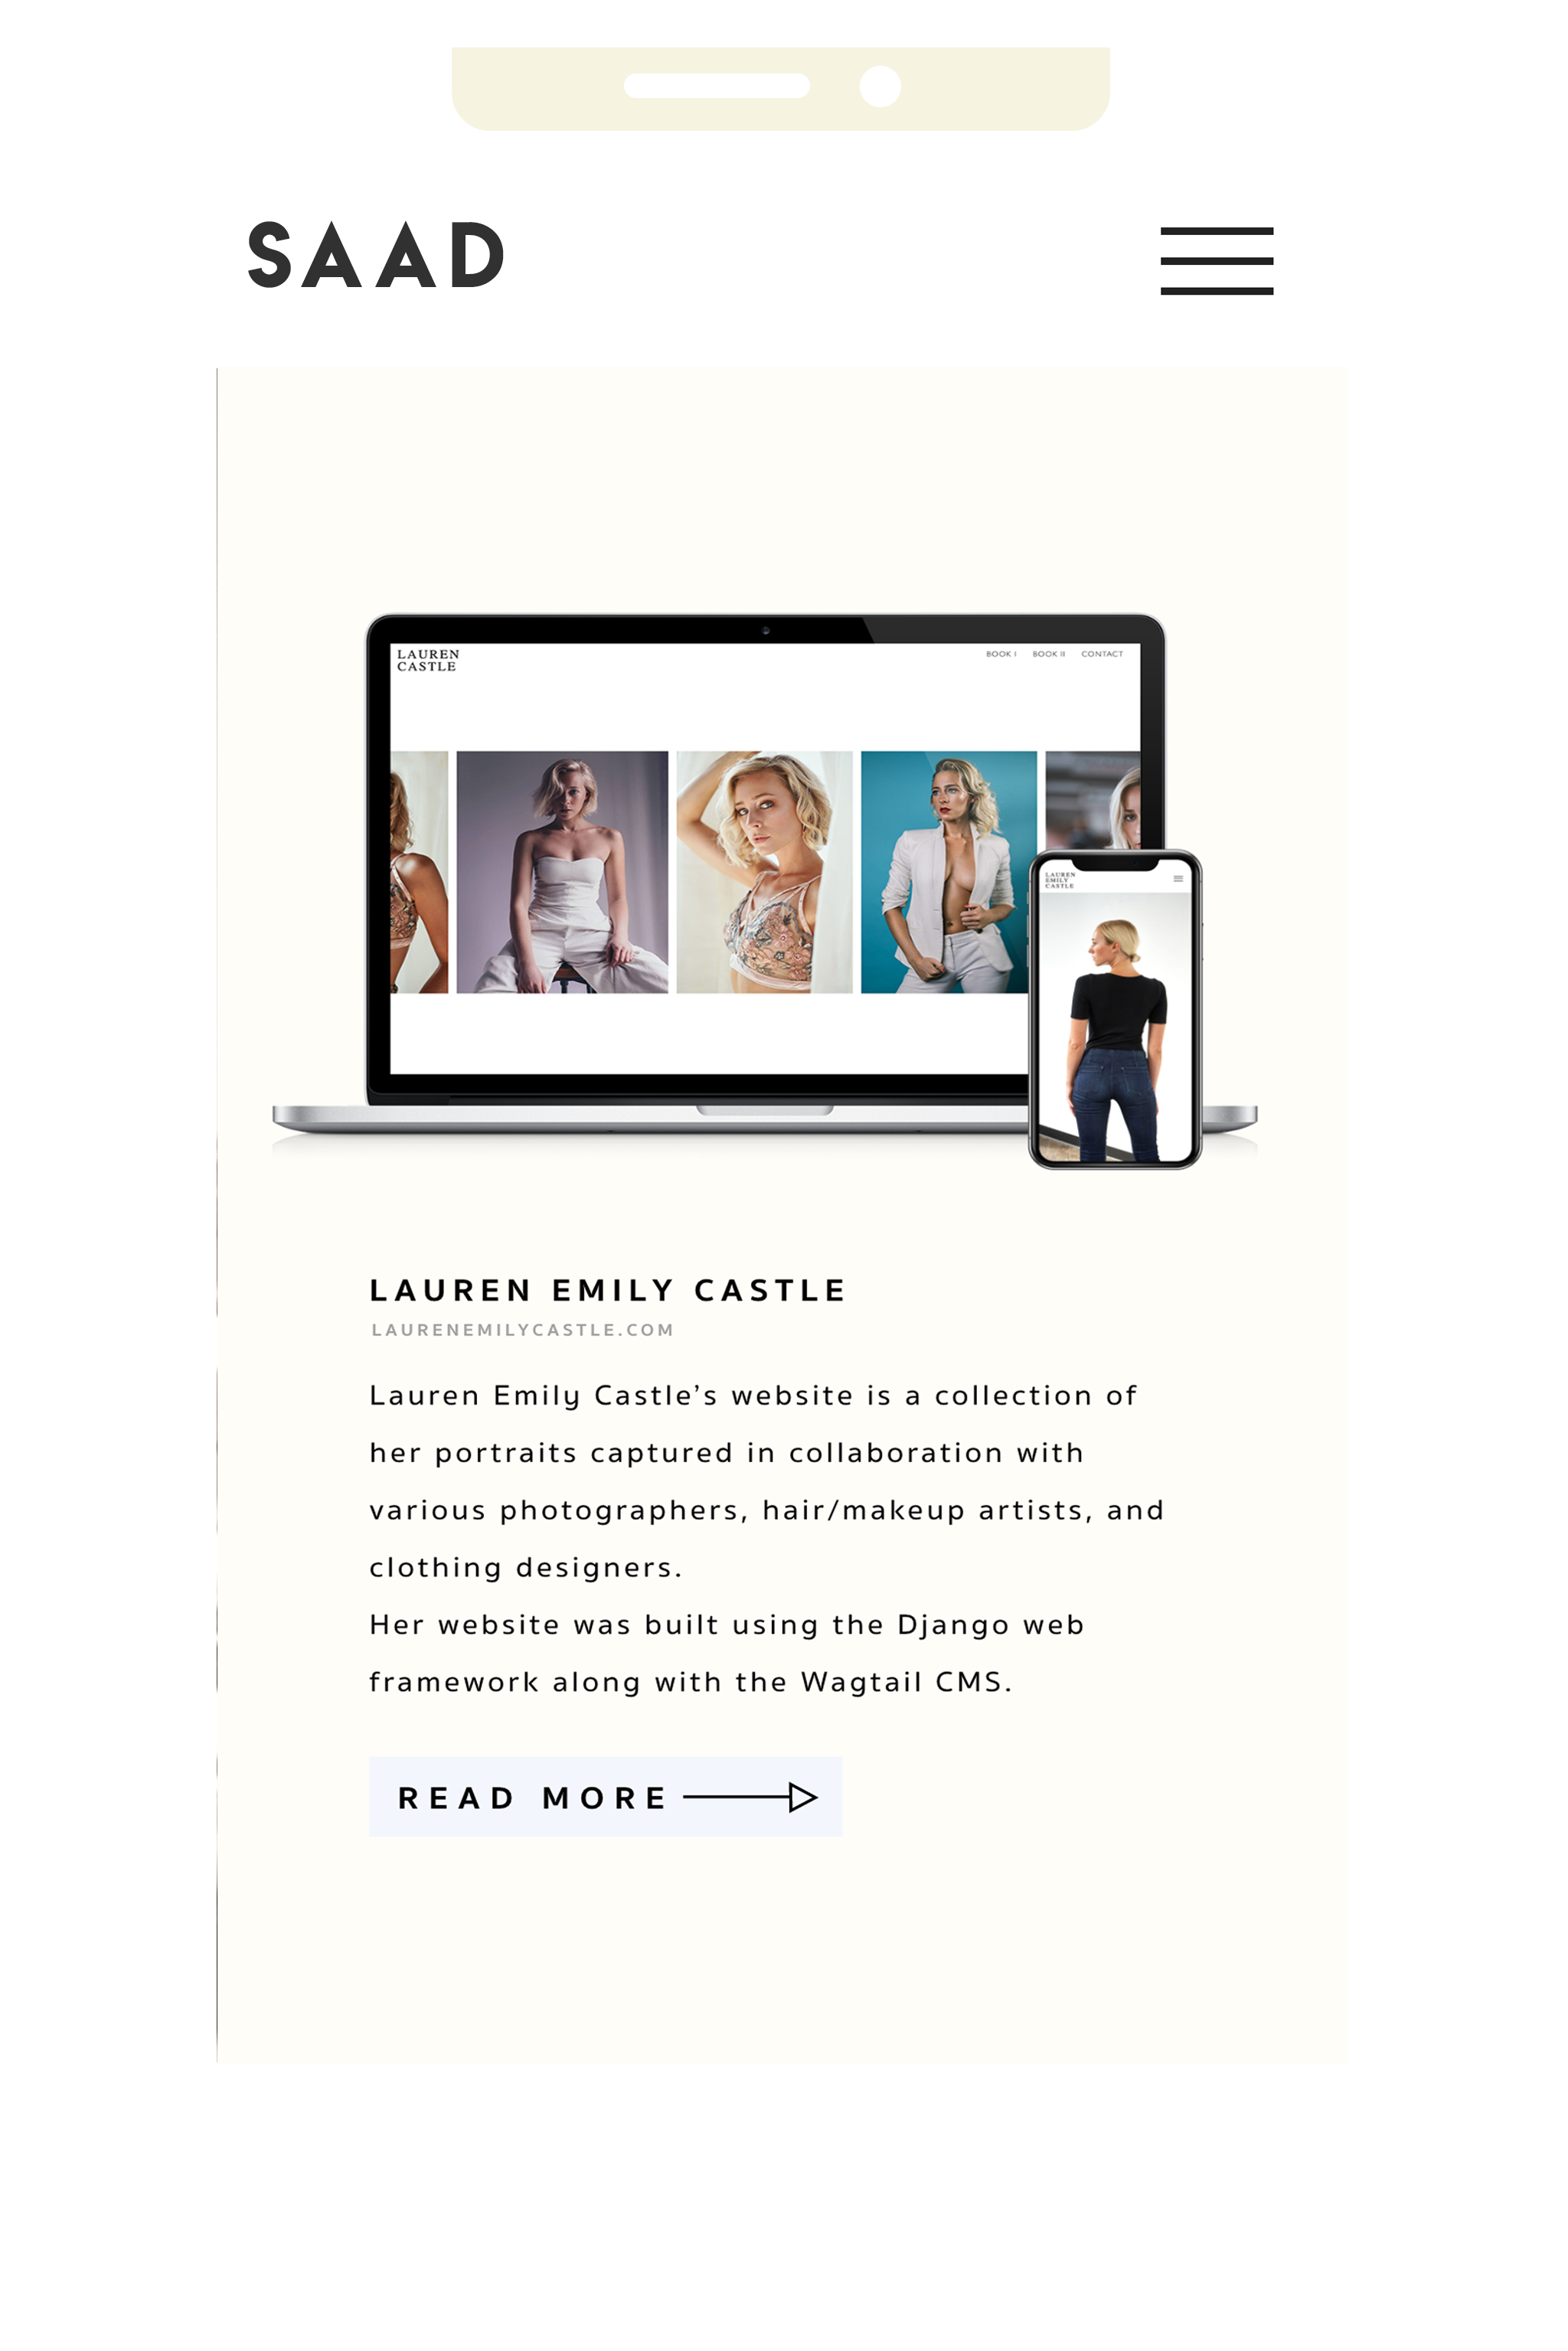 SAAD
LAUREN
CASTLE
BOOK I BOOK II CONTACT
LAUREN
EMILY
CASTLE
LAUREN EMILY CASTLE
LAURENEMILYCASTLE.COM
Lauren Emily Castle’s website is a collection of
her portraits captured in collaboration with
various photographers, hair/makeup artists, and
clothing designers.
Her website was built using the Django web
framework along with the Wagtail CMS.
READ MORE